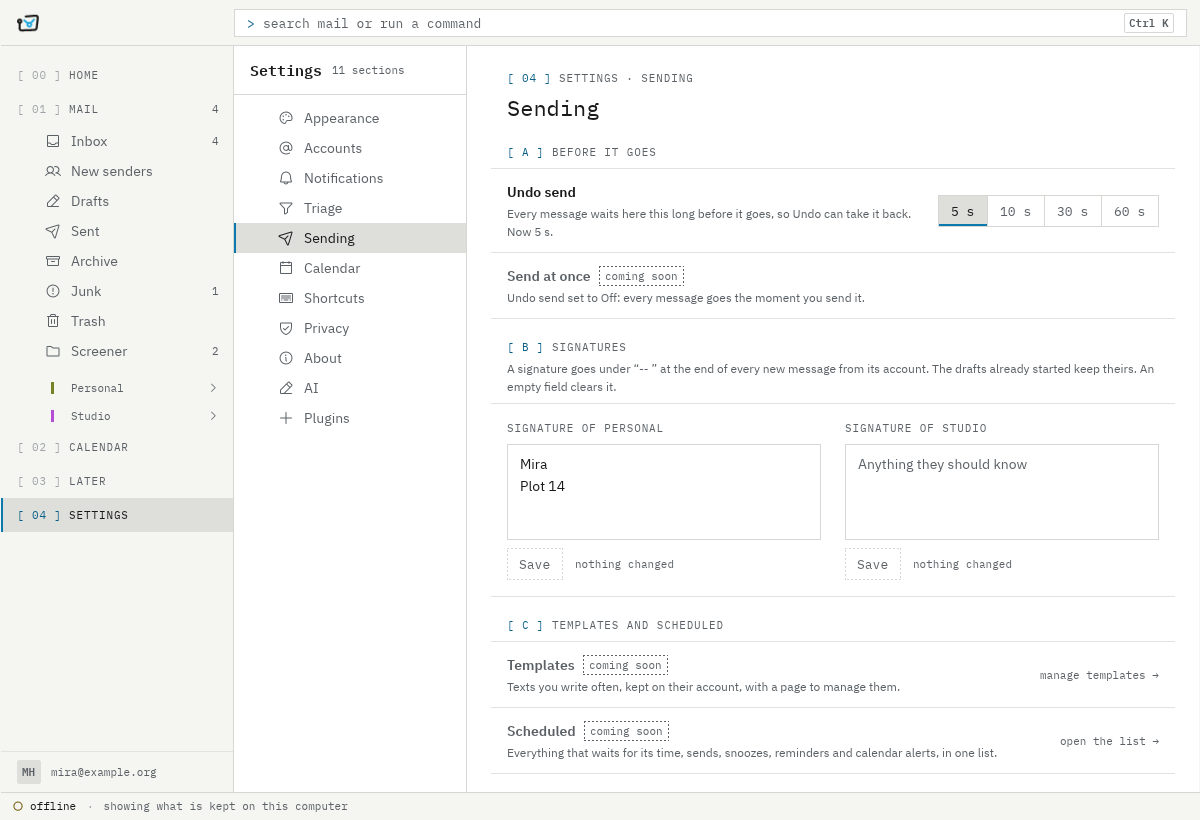 > search mail or run a command Ctrl K
[ 00 ] HOME
[ 01 ] MAIL 4
Inbox 4
New senders
Drafts
Sent
Archive
Junk 1
Trash
Screener 2
Personal
Studio
[ 02 ] CALENDAR
[ 03 ] LATER
[ 04 ] SETTINGS
MH mira@example.org
Settings 11 sections
Appearance
Accounts
Notifications
Triage
Sending
Calendar
Shortcuts
Privacy
About
AI
Plugins
[ 04 ] SETTINGS · SENDING
Sending
[ A ] BEFORE IT GOES
Undo send
Every message waits here this long before it goes, so Undo can take it back.
Now 5 s.
5 s 10 s 30 s 60 s
Send at once coming soon
Undo send set to Off: every message goes the moment you send it.
[ B ] SIGNATURES
A signature goes under “-- ” at the end of every new message from its account. The drafts already started keep theirs. An
empty field clears it.
SIGNATURE OF PERSONAL
Mira
Plot 14
Save nothing changed
SIGNATURE OF STUDIO
Anything they should know
Save nothing changed
[ C ] TEMPLATES AND SCHEDULED
Templates coming soon
Texts you write often, kept on their account, with a page to manage them.
manage templates →
Scheduled coming soon
Everything that waits for its time, sends, snoozes, reminders and calendar alerts, in one list.
open the list →
offline · showing what is kept on this computer